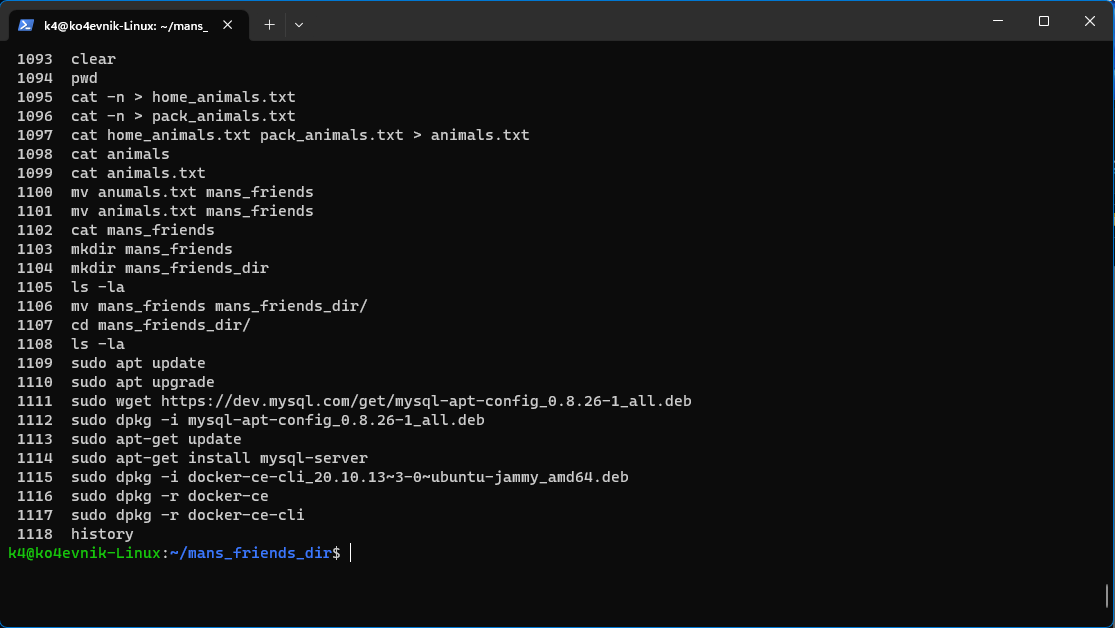 k4@ko4evnik-Linux: ~/mans_
1093 clear
1094 pwd
1095 cat -n > home_animals.txt
1096 cat -n > pack_animals.txt
1097 cat home_animals.txt pack_animals.txt > animals.txt
1098 cat animals
1099 cat animals.txt
1100 mv anumals.txt mans_friends
1101 mv animals.txt mans_friends
1102 cat mans_friends
1103 mkdir mans_friends
1104 mkdir mans_friends_dir
1105 ls -la
1106 mv mans_friends mans_friends_dir/
1107 cd mans_friends_dir/
1108 ls -la
1109 sudo apt update
1110 sudo apt upgrade
1111 sudo wget https://dev.mysql.com/get/mysql-apt-config_0.8.26-1_all.deb
1112 sudo dpkg -i mysql-apt-config_0.8.26-1_all.deb
1113 sudo apt-get update
1114 sudo apt-get install mysql-server
1115 sudo dpkg -i docker-ce-cli_20.10.13~3-0~ubuntu-jammy_amd64.deb
1116 sudo dpkg -r docker-ce
1117 sudo dpkg -r docker-ce-cli
1118 history
k4@ko4evnik-Linux:~/mans_friends_dir$